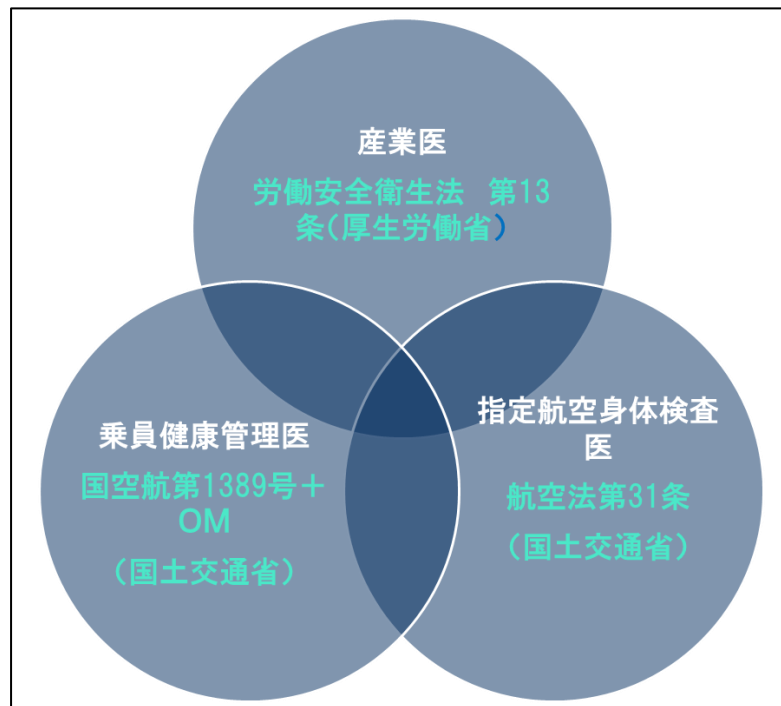 産業医
労働安全衛生法　第13
条(厚生労働省)
乗員健康管理医
国空航第1389号＋
OM
（国土交通省）
指定航空身体検査
医
航空法第31条
（国土交通省）